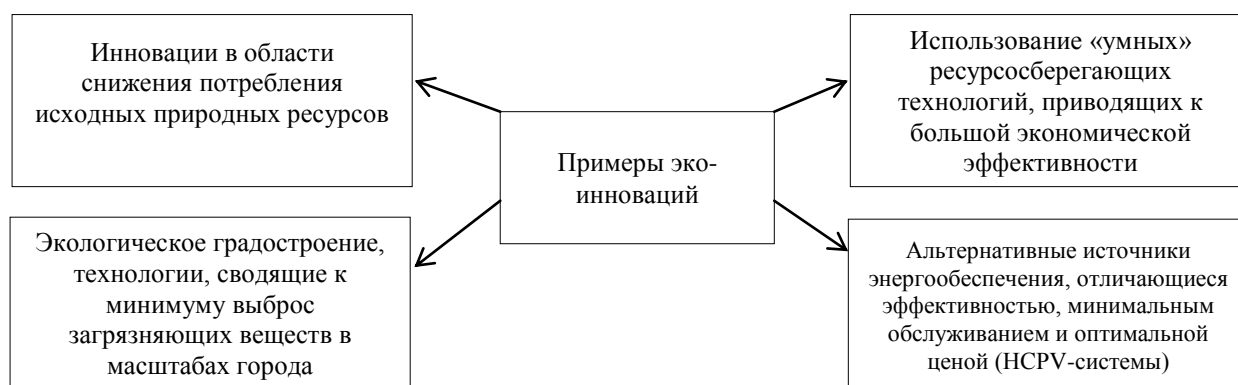 Инновации в области
снижения потребления
исходных природных ресурсов
Использование «умных»
ресурсосберегающих
технологий, приводящих к
большой экономической
эффективности
Примеры эко-
инноваций
Экологическое градостроение,
технологии, сводящие к
минимуму выброс
загрязняющих веществ в
масштабах города
Альтернативные источники
энергообеспечения, отличающиеся
эффективностью, минимальным
обслуживанием и оптимальной
ценой (HCPV-системы)